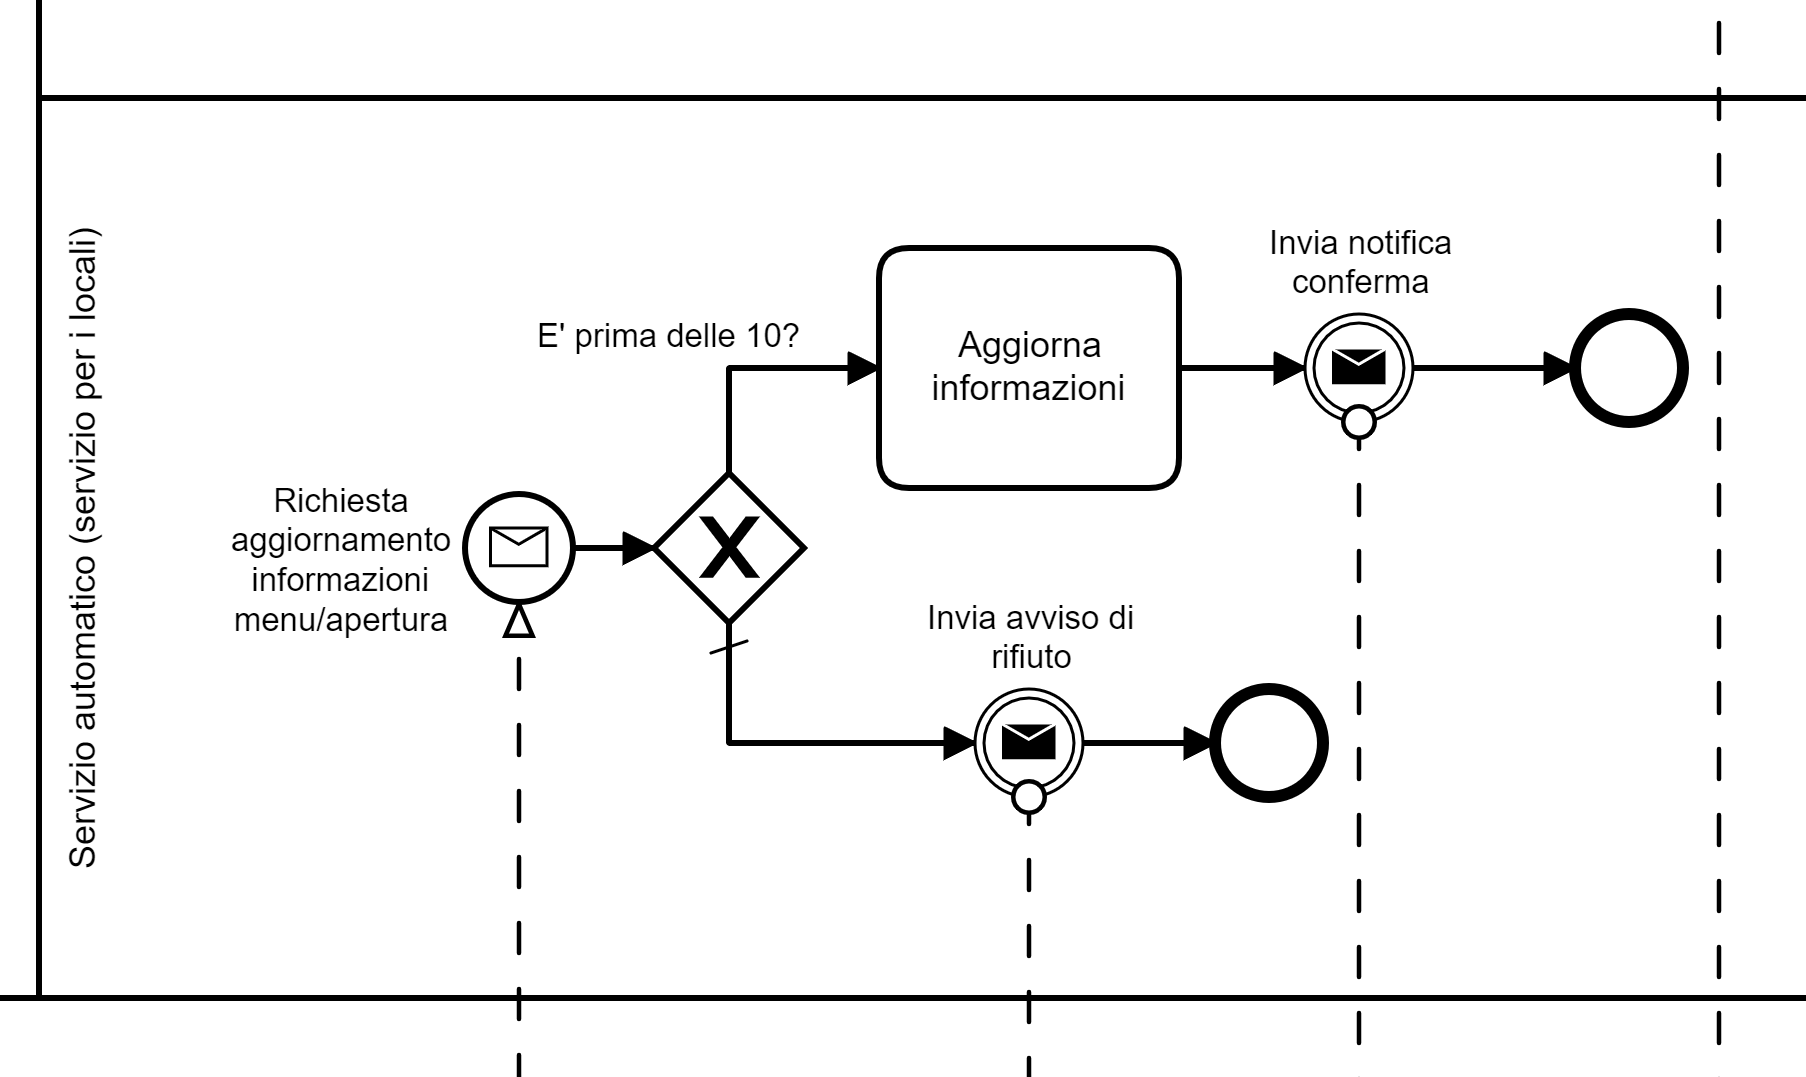 Servizio automatico (servizio per i locali)
Richiesta
aggiornamento
informazioni
menu/apertura
E' prima delle 10?
X
Aggiorna
informazioni
Invia notifica
conferma
Invia avviso di
rifiuto